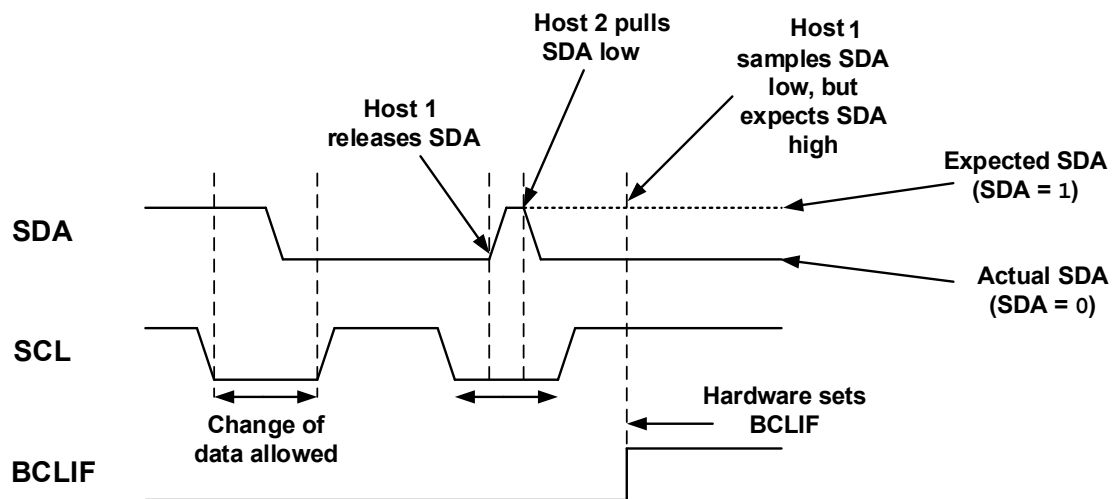 Host 2 pulls
SDA low
Host 1
samples SDA
low, but
expects SDA
high
Host 1
releases SDA
Expected SDA
(SDA = 1)
SDA
Actual SDA
(SDA = 0)
SCL
Change of
data allowed
Hardware sets
BCLIF
BCLIF